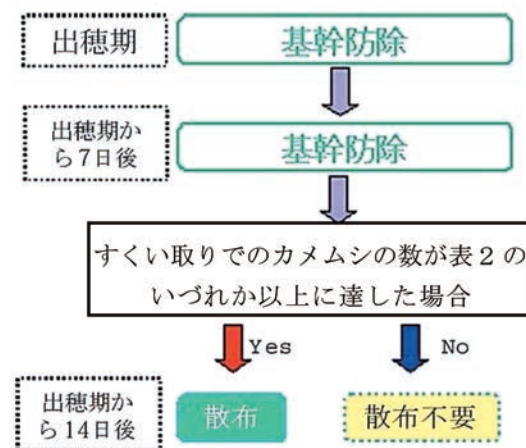 出穂期
基幹防除
出穂期か
ら7日後
基幹防除
すくい取りでのカメムシの数が表２の
いづれか以上に達した場合
Yes
No
出穂期か
ら14日後
散布
散布不要